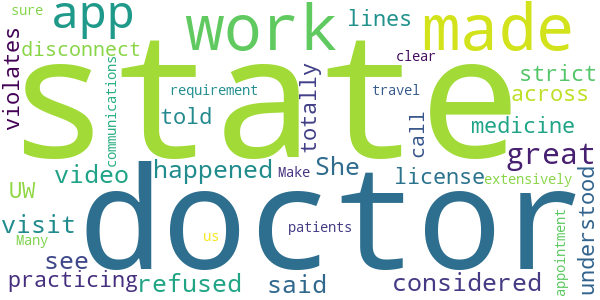 sure
app
work
made
lines
disconnect
violates
communications
state
clear
strict
requirement
travel
across
told
totally
call
medicine
great
video
happened
She
Make
license
extensively
doctor
UW
visit
Many
us
patients
understood
appointment
see
practicing
refused
said
considered